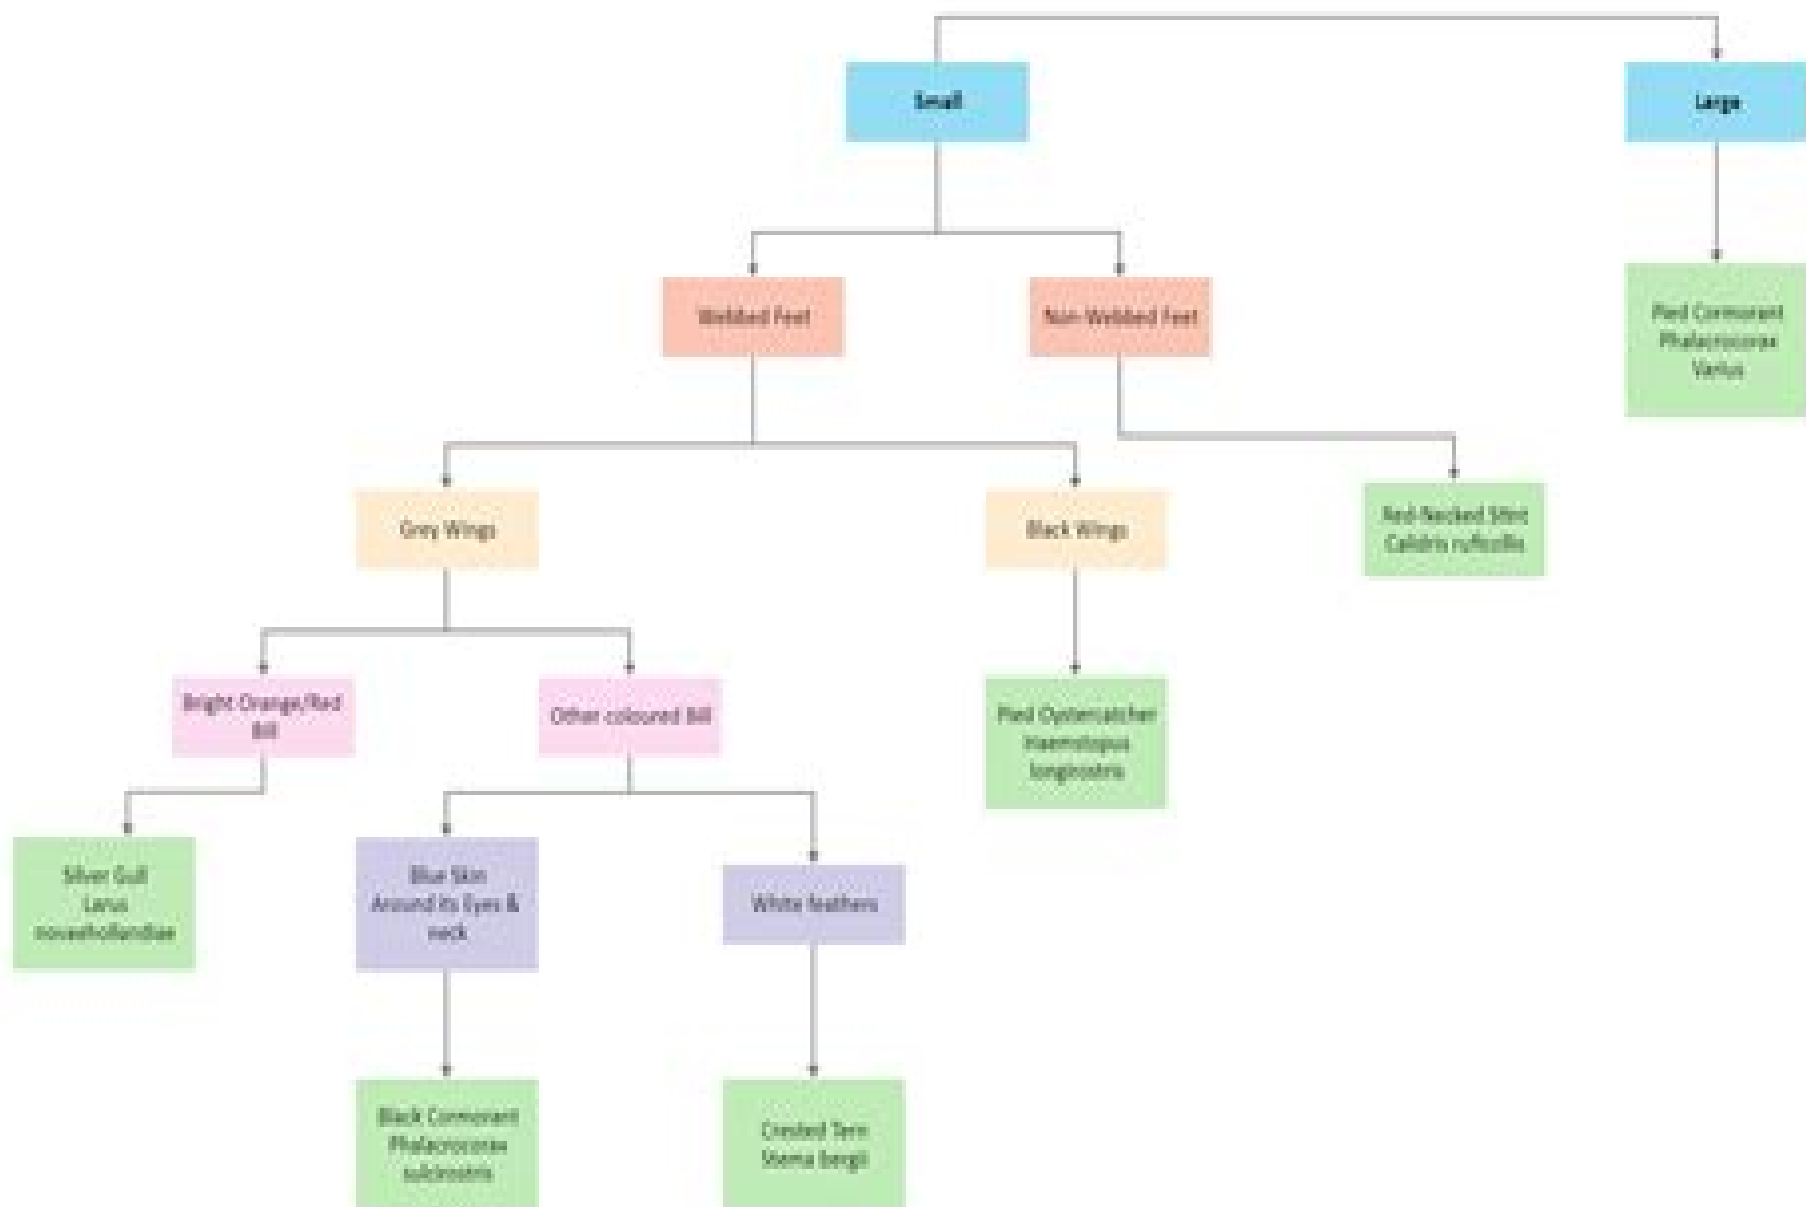 Small
Large
Webbed Feet
Non-Webbed Feet
Pied Cormorant
Phalacrocorax
Varius
Grey Wings
Black Wings
Red-Necked Stint
Calidris ruficollis
Bright Orange/Red
Bill
Other coloured Bill
Pied Oystercatcher
Haematopus
longirostris
Silver Gull
Larus
novaehollandiae
Blue Skin
Around its Eyes &
neck
White feathers
Black Cormorant
Phalacrocorax
sulcirostris
Crested Tern
Sterna bergii